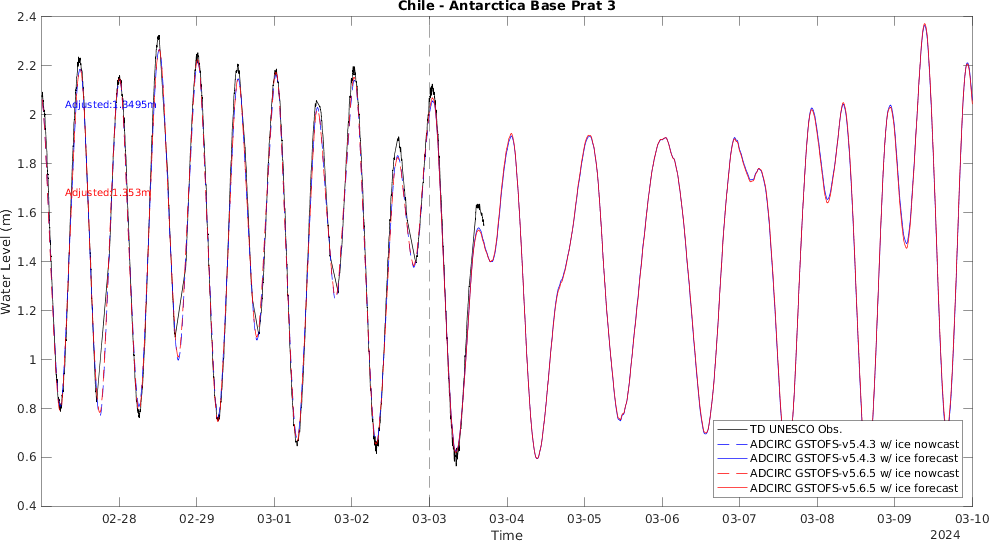 Chile - Antarctica Base Prat 3
2.4
2.2
2
1.8
1.6
1.4
1.2
1
0.8
0.6
0.4
Water Level (m)
Adjusted:1.3495m
Adjusted:1.353m
TD UNESCO Obs.
ADCIRC GSTOFS-v5.4.3 w/ ice nowcast
ADCIRC GSTOFS-v5.4.3 w/ ice forecast
ADCIRC GSTOFS-v5.6.5 w/ ice nowcast
ADCIRC GSTOFS-v5.6.5 w/ ice forecast
02-28 02-29 03-01 03-02 03-03 03-04 03-05 03-06 03-07 03-08 03-09 03-10
Time
2024